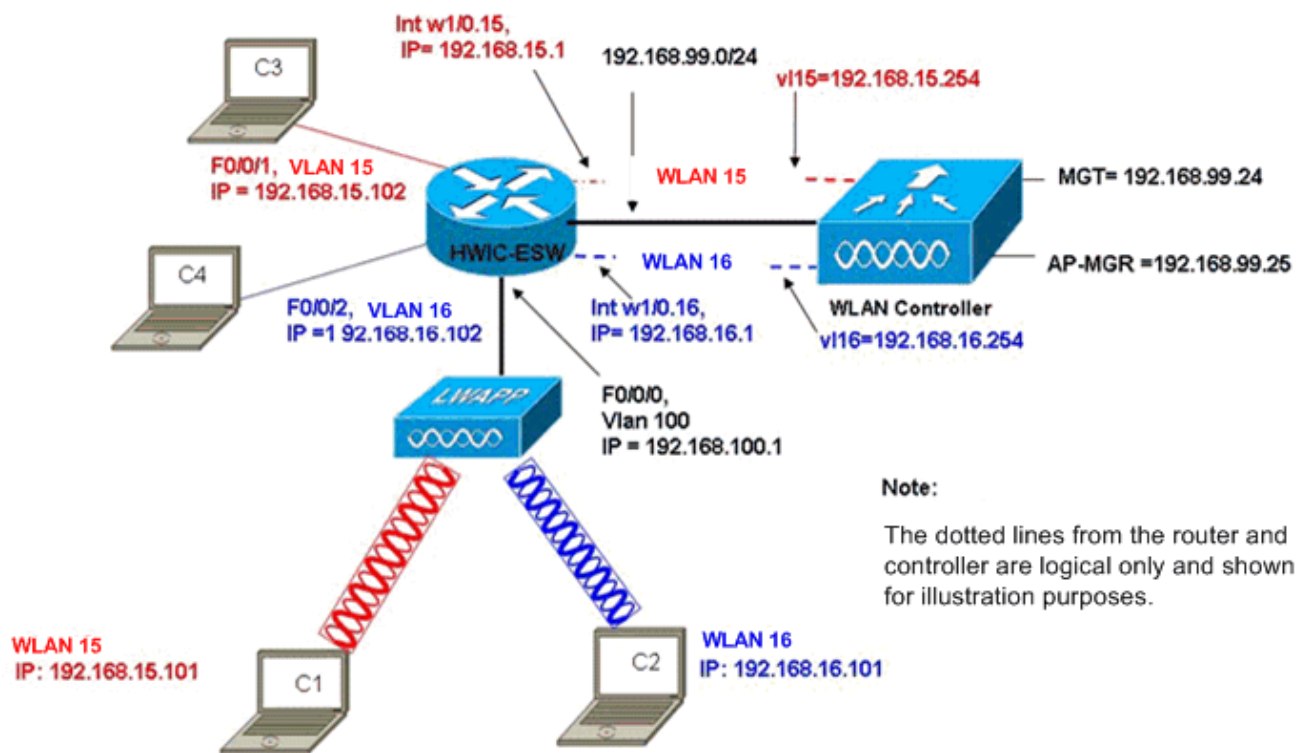 C3
Int w1/0.15,
IP= 192.168.15.1
192.168.99.0/24
vl15=192.168.15.254
F0/0/1, VLAN 15
IP = 192.168.15.102
WLAN 15
MGT= 192.168.99.24
HWIC-ESW
C4
WLAN 16
AP-MGR =192.168.99.25
F0/0/2, VLAN 16
IP =1 92.168.16.102
Int w1/0.16,
IP= 192.168.16.1
WLAN Controller
vl16=192.168.16.254
LWAPP
F0/0/0,
Vlan 100
IP = 192.168.100.1
Note:
The dotted lines from the router and
controller are logical only and shown
for illustration purposes.
WLAN 15
IP: 192.168.15.101
C1
C2
WLAN 16
IP: 192.168.16.101